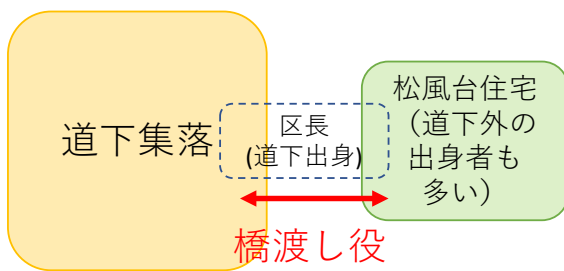 道下集落
区長
(道下出身)
松風台住宅
（道下外の
出身者も
多い）
橋渡し役